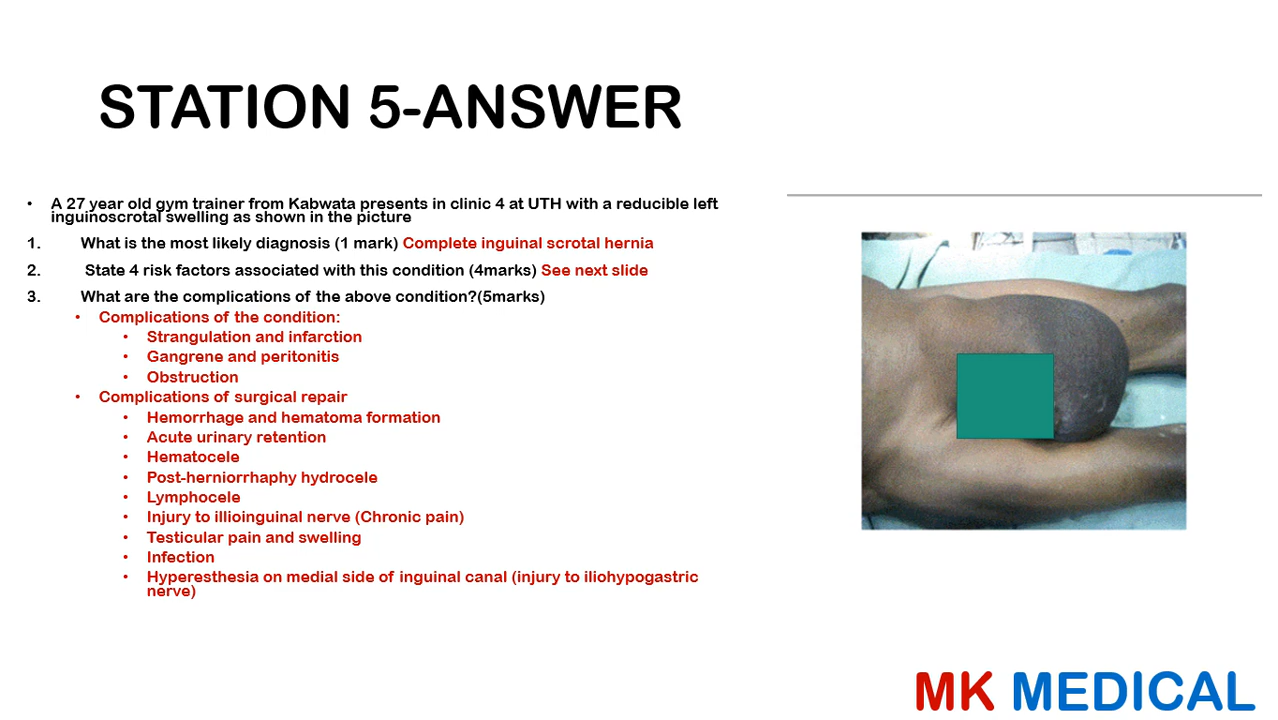 STATION 5-ANSWER
• A 27 year old gym trainer from Kabwata presents in clinic 4 at UTH with a reducible left
inguinoscrotal swelling as shown in the picture
1. What is the most likely diagnosis (1 mark) Complete inguinal scrotal hernia
2. State 4 risk factors associated with this condition (4marks) See next slide
3. What are the complications of the above condition?(5marks)
• Complications of the condition:
• Strangulation and infarction
• Gangrene and peritonitis
• Obstruction
• Complications of surgical repair
• Hemorrhage and hematoma formation
• Acute urinary retention
• Hematocele
• Post-herniorrhaphy hydrocele
• Lymphocele
• Injury to illioinguinal nerve (Chronic pain)
• Testicular pain and swelling
• Infection
• Hyperesthesia on medial side of inguinal canal (injury to iliohypogastric
nerve)
MK MEDICAL